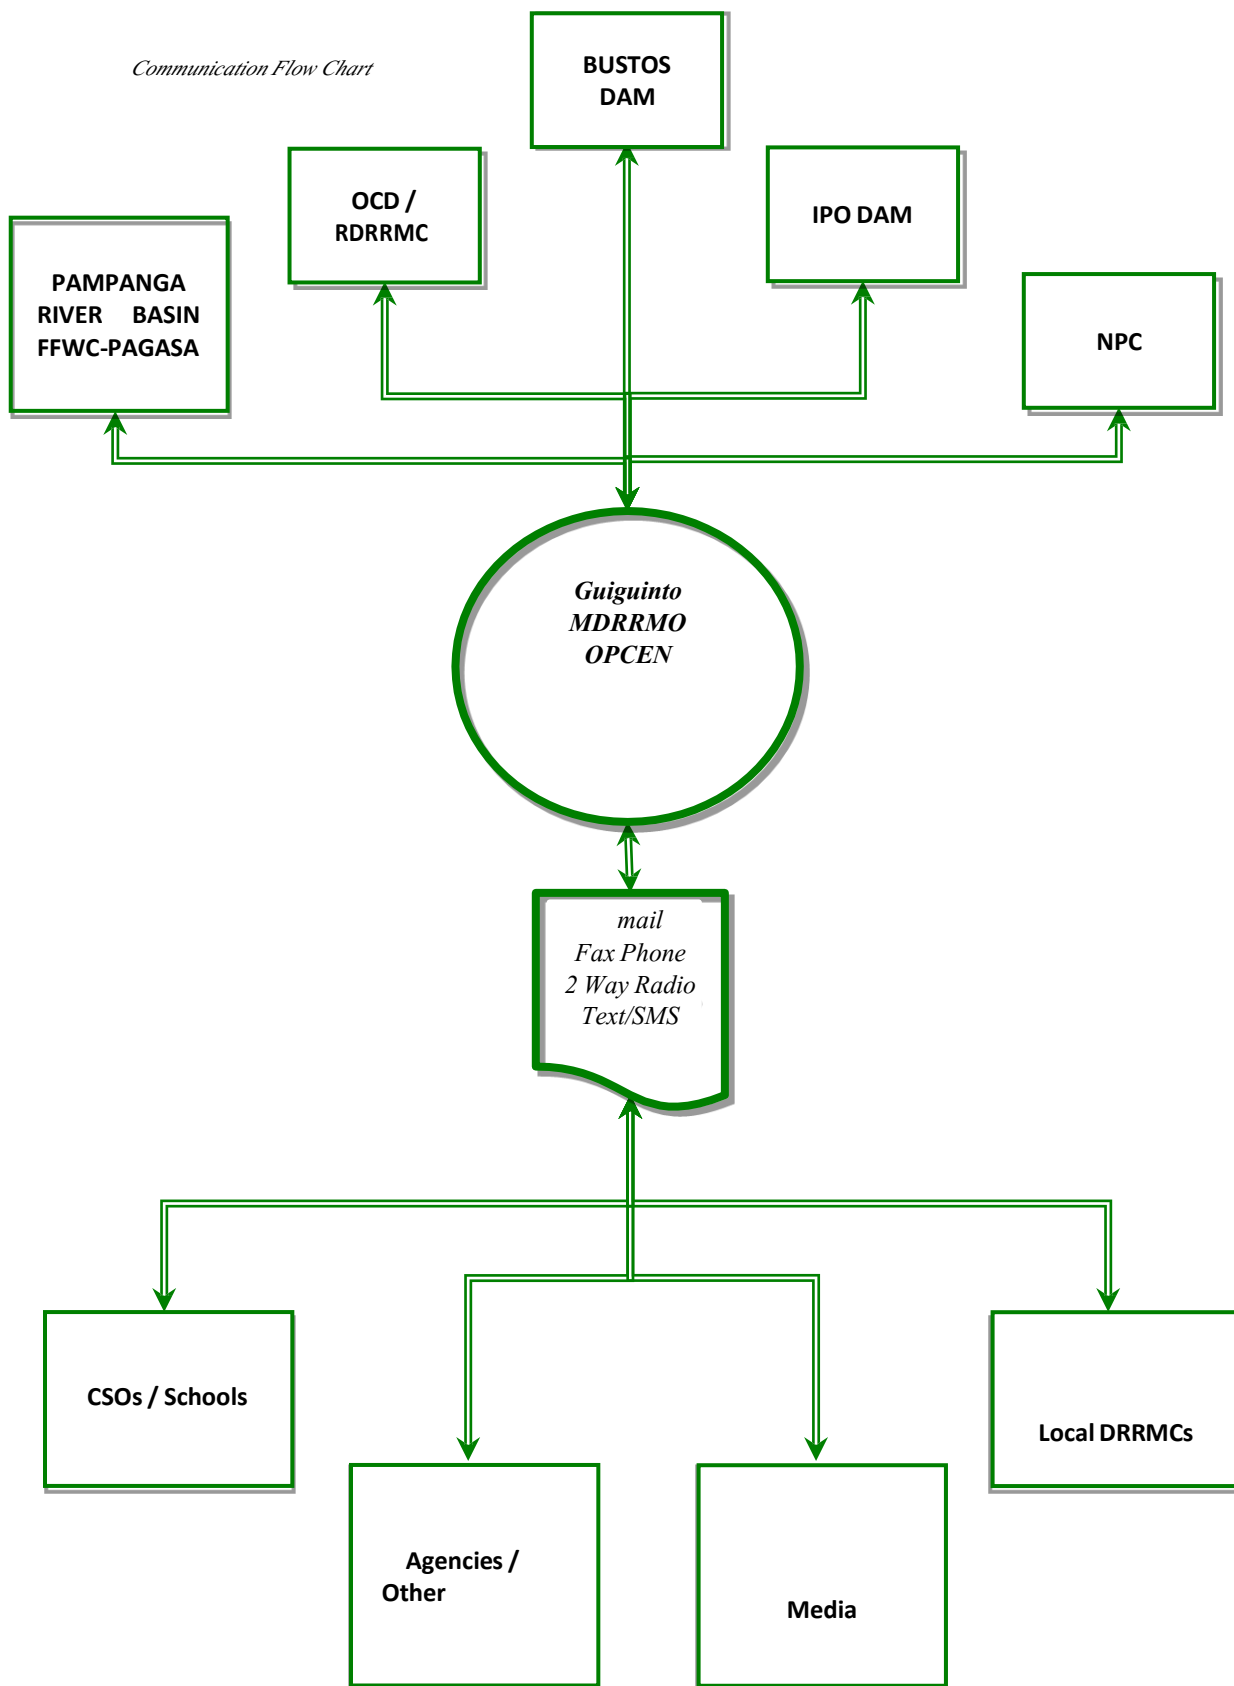 Communication Flow Chart
BUSTOS
DAM
OCD /
RDRRMC
IPO DAM
PAMPANGA
RIVER BASIN
FFWC-PAGASA
NPC
Guiguinto
MDRRMO
OPCEN
mail
Fax Phone
2 Way Radio
Text/SMS
CSOs / Schools
Local DRRMCs
Agencies /
Other
Media